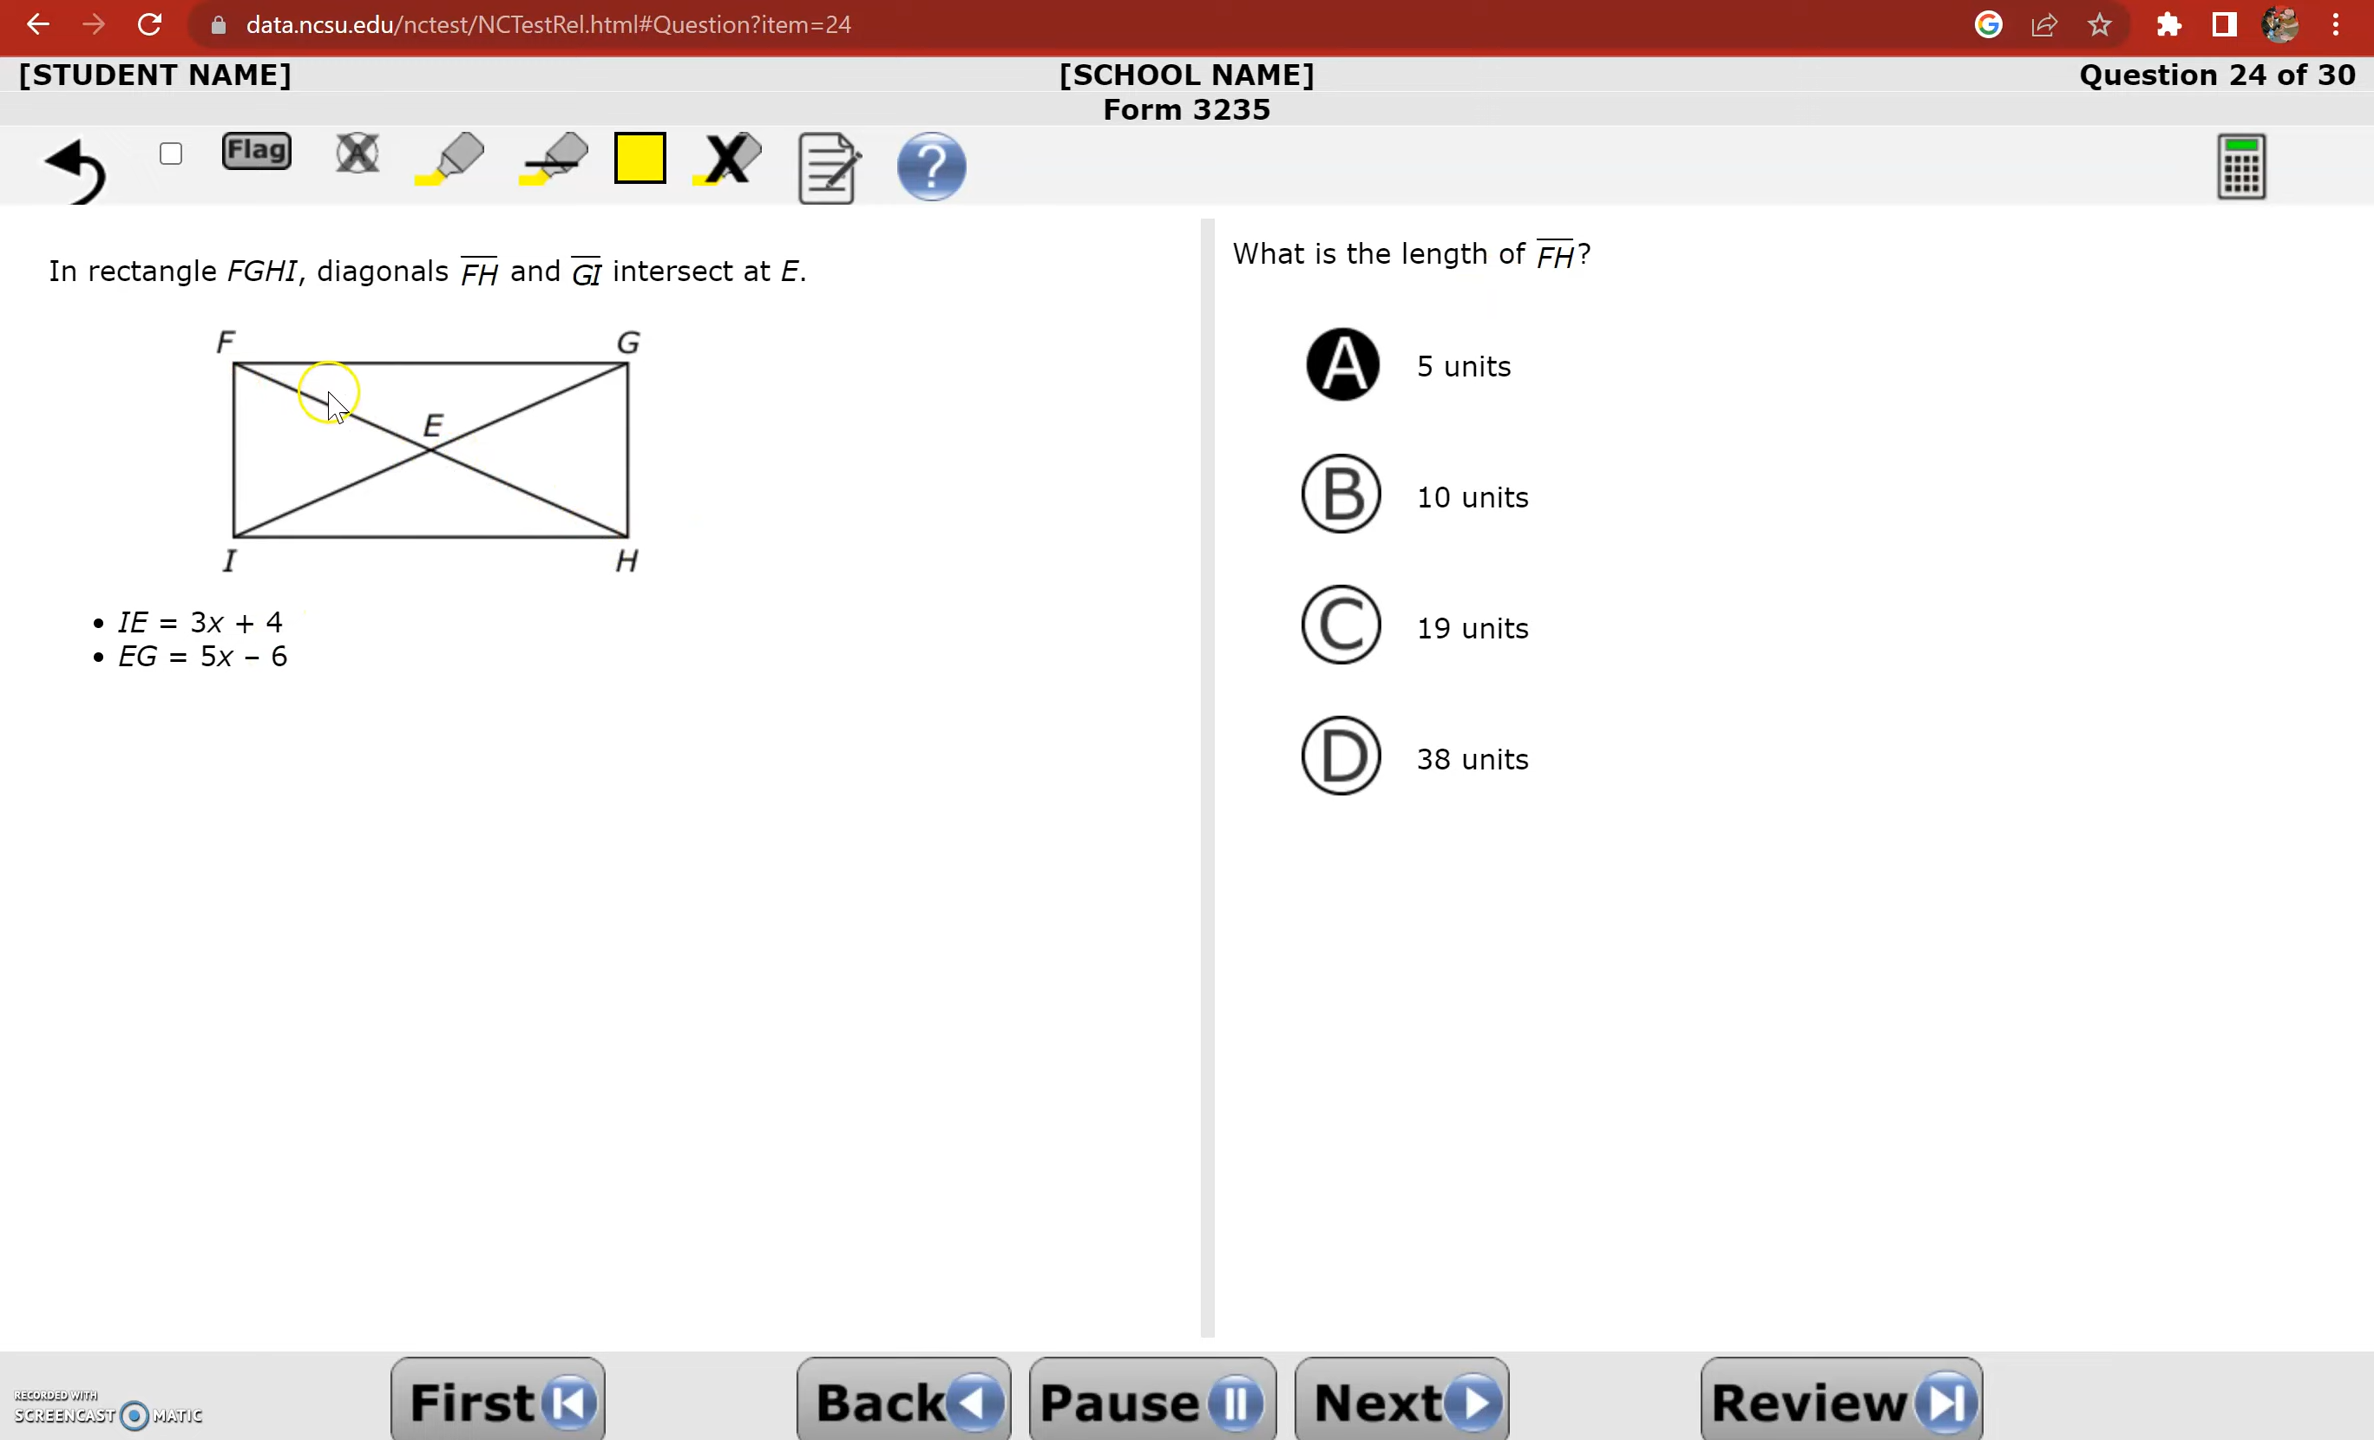 data.ncsu.edu/nctest/NCTestRel.html#Question?item=24
[STUDENT NAME] [SCHOOL NAME] Question 24 of 30
Form 3235
Flag A X ?
In rectangle FGHI, diagonals FH and GI intersect at E.
F G
E
I H
• IE = 3x + 4
• EG = 5x – 6
What is the length of FH?
A 5 units
B 10 units
C 19 units
D 38 units
RECORDED WITH
SCREENCAST MATIC
First Back Pause Next Review